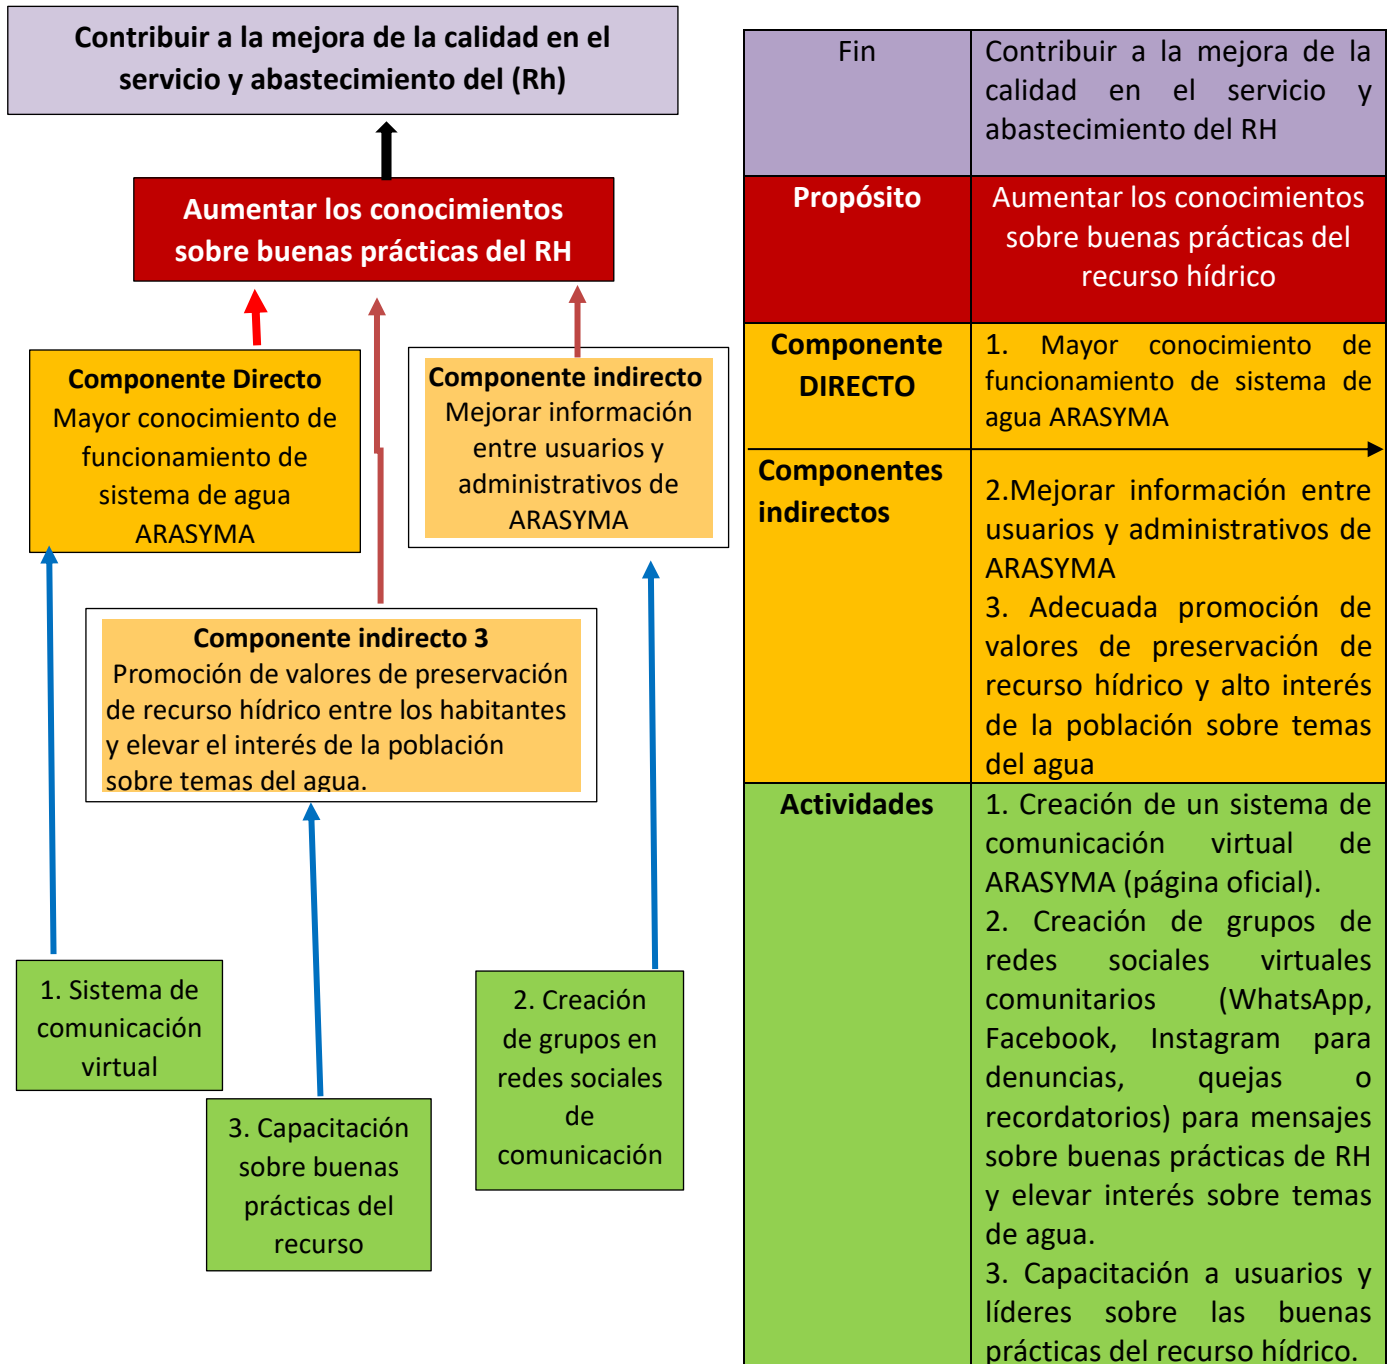 Contribuir a la mejora de la calidad en el
servicio y abastecimiento del (Rh)
Aumentar los conocimientos
sobre buenas prácticas del RH
Componente Directo
Mayor conocimiento de
funcionamiento de
sistema de agua
ARASYMA
Componente indirecto
Mejorar información
entre usuarios y
administrativos de
ARASYMA
Componente indirecto 3
Promoción de valores de preservación
de recurso hídrico entre los habitantes
y elevar el interés de la población
sobre temas del agua.
1. Sistema de
comunicación
virtual
3. Capacitación
sobre buenas
prácticas del
recurso
2. Creación
de grupos en
redes sociales
de
comunicación
Fin
Contribuir a la mejora de la
calidad en el servicio y
abastecimiento del RH
Propósito
Aumentar los conocimientos
sobre buenas prácticas del
recurso hídrico
Componente
DIRECTO
1. Mayor conocimiento de
funcionamiento de sistema de
agua ARASYMA
Componentes
indirectos
2.Mejorar información entre
usuarios y administrativos de
ARASYMA
3. Adecuada promoción de
valores de preservación de
recurso hídrico y alto interés
de la población sobre temas
del agua
Actividades
1. Creación de un sistema de
comunicación virtual de
ARASYMA (página oficial).
2. Creación de grupos de
redes sociales virtuales
comunitarios (WhatsApp,
Facebook, Instagram para
denuncias, quejas o
recordatorios) para mensajes
sobre buenas prácticas de RH
y elevar interés sobre temas
de agua.
3. Capacitación a usuarios y
líderes sobre las buenas
prácticas del recurso hídrico.